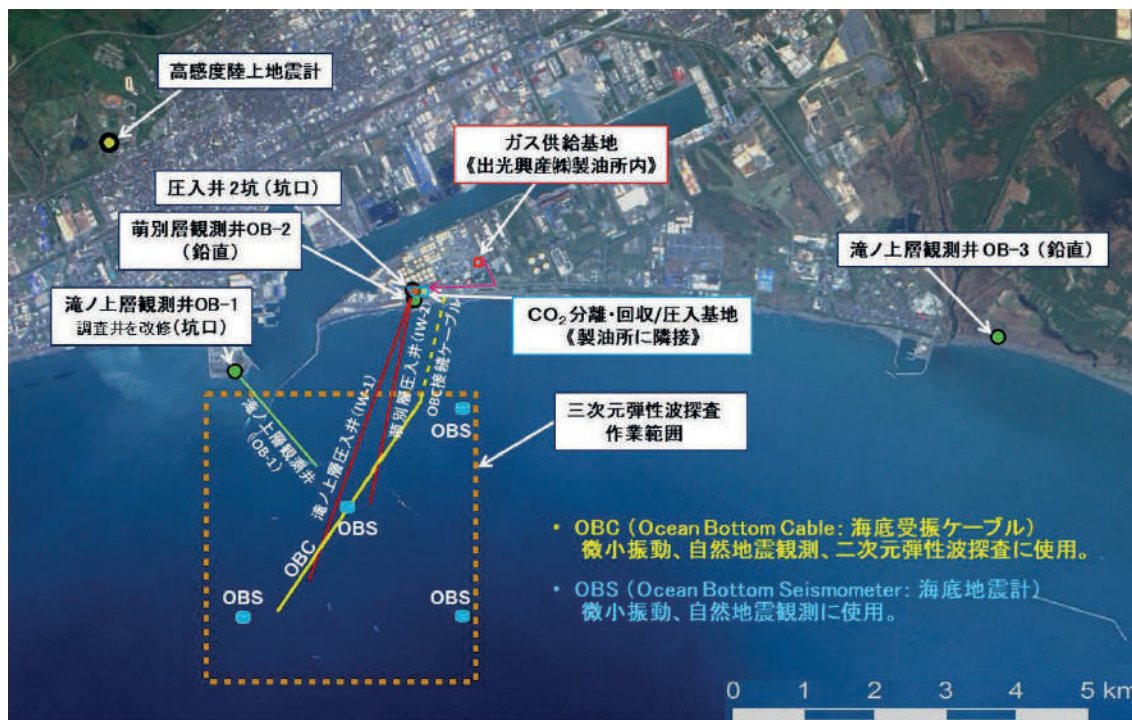 高感度陸上地震計
ガス供給基地
《出光興産㈱製油所内》
圧入井2坑(坑口)
萌別層観測井OB-2
(鉛直)
滝ノ上層観測井OB-3(鉛直)
滝ノ上層観測井OB-1
調査井を改修(坑口)
CO₂分離・回収/圧入基地
《製油所に隣接》
萌別層圧入井(IW-2)
OBC接続ケーブル
滝ノ上層圧入井(IW-1)
滝ノ上層観測井
(OB-1)
三次元弾性波探査
作業範囲
OBS
OBS
OBC
OBS
OBS
• OBC(Ocean Bottom Cable:海底受振ケーブル)
微小振動、自然地震観測、二次元弾性波探査に使用。
• OBS(Ocean Bottom Seismometer:海底地震計)
微小振動、自然地震観測に使用。
0 1 2 3 4 5 km